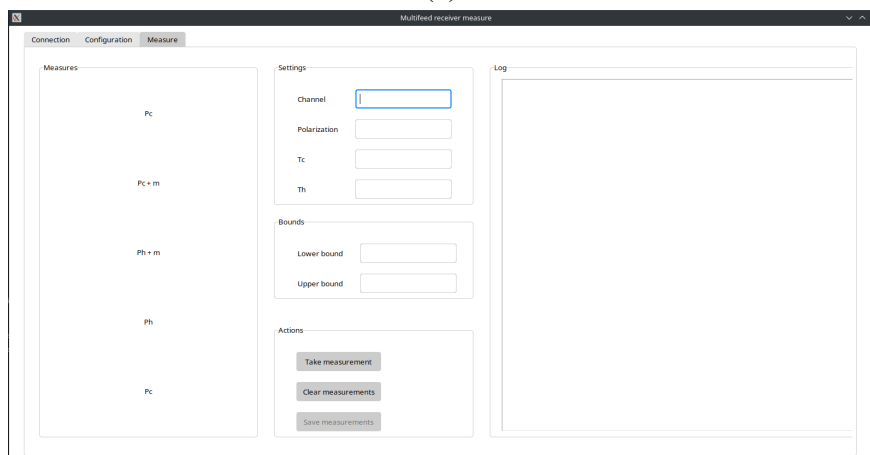 Multifeed receiver measure
Connection Configuration Measure
Measures
Pc
Pc + m
Ph + m
Ph
Pc
Settings
Channel
Polarization
Tc
Th
Bounds
Lower bound
Upper bound
Actions
Take measurement
Clear measurements
Save measurements
Log